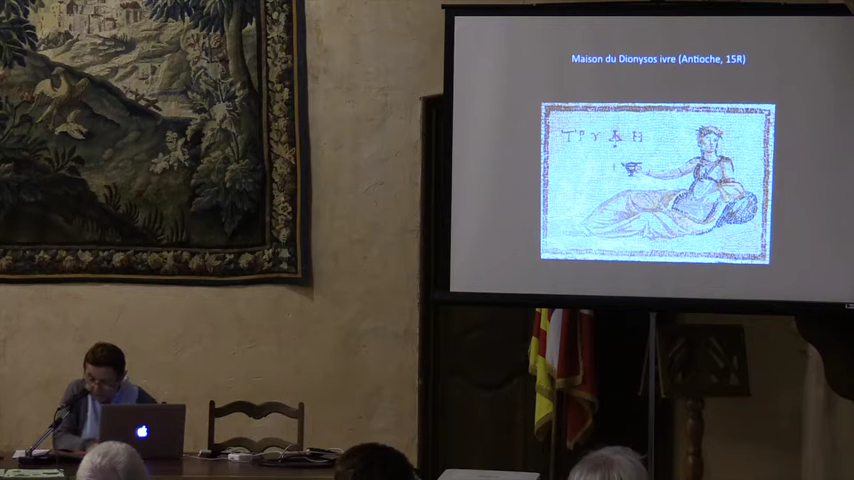 Maison du Dionysos ivre (Antioche, 15R)
ΤΡΥΦΗ